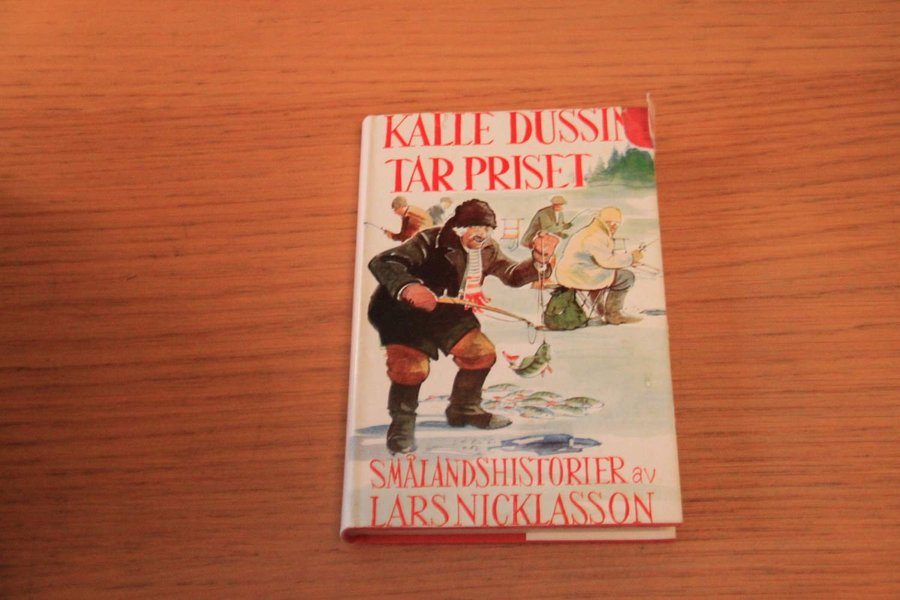 KALLE DUSSIN
TAR PRISET
SMÅLANDSHISTORIER av
LARS NICKLASSON